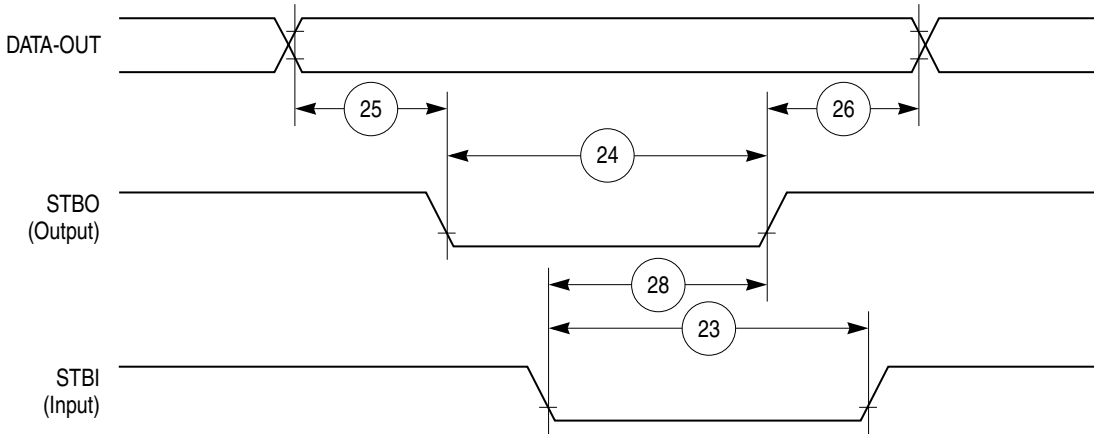 DATA-OUT
25
26
24
STBO
(Output)
28
23
STBI
(Input)